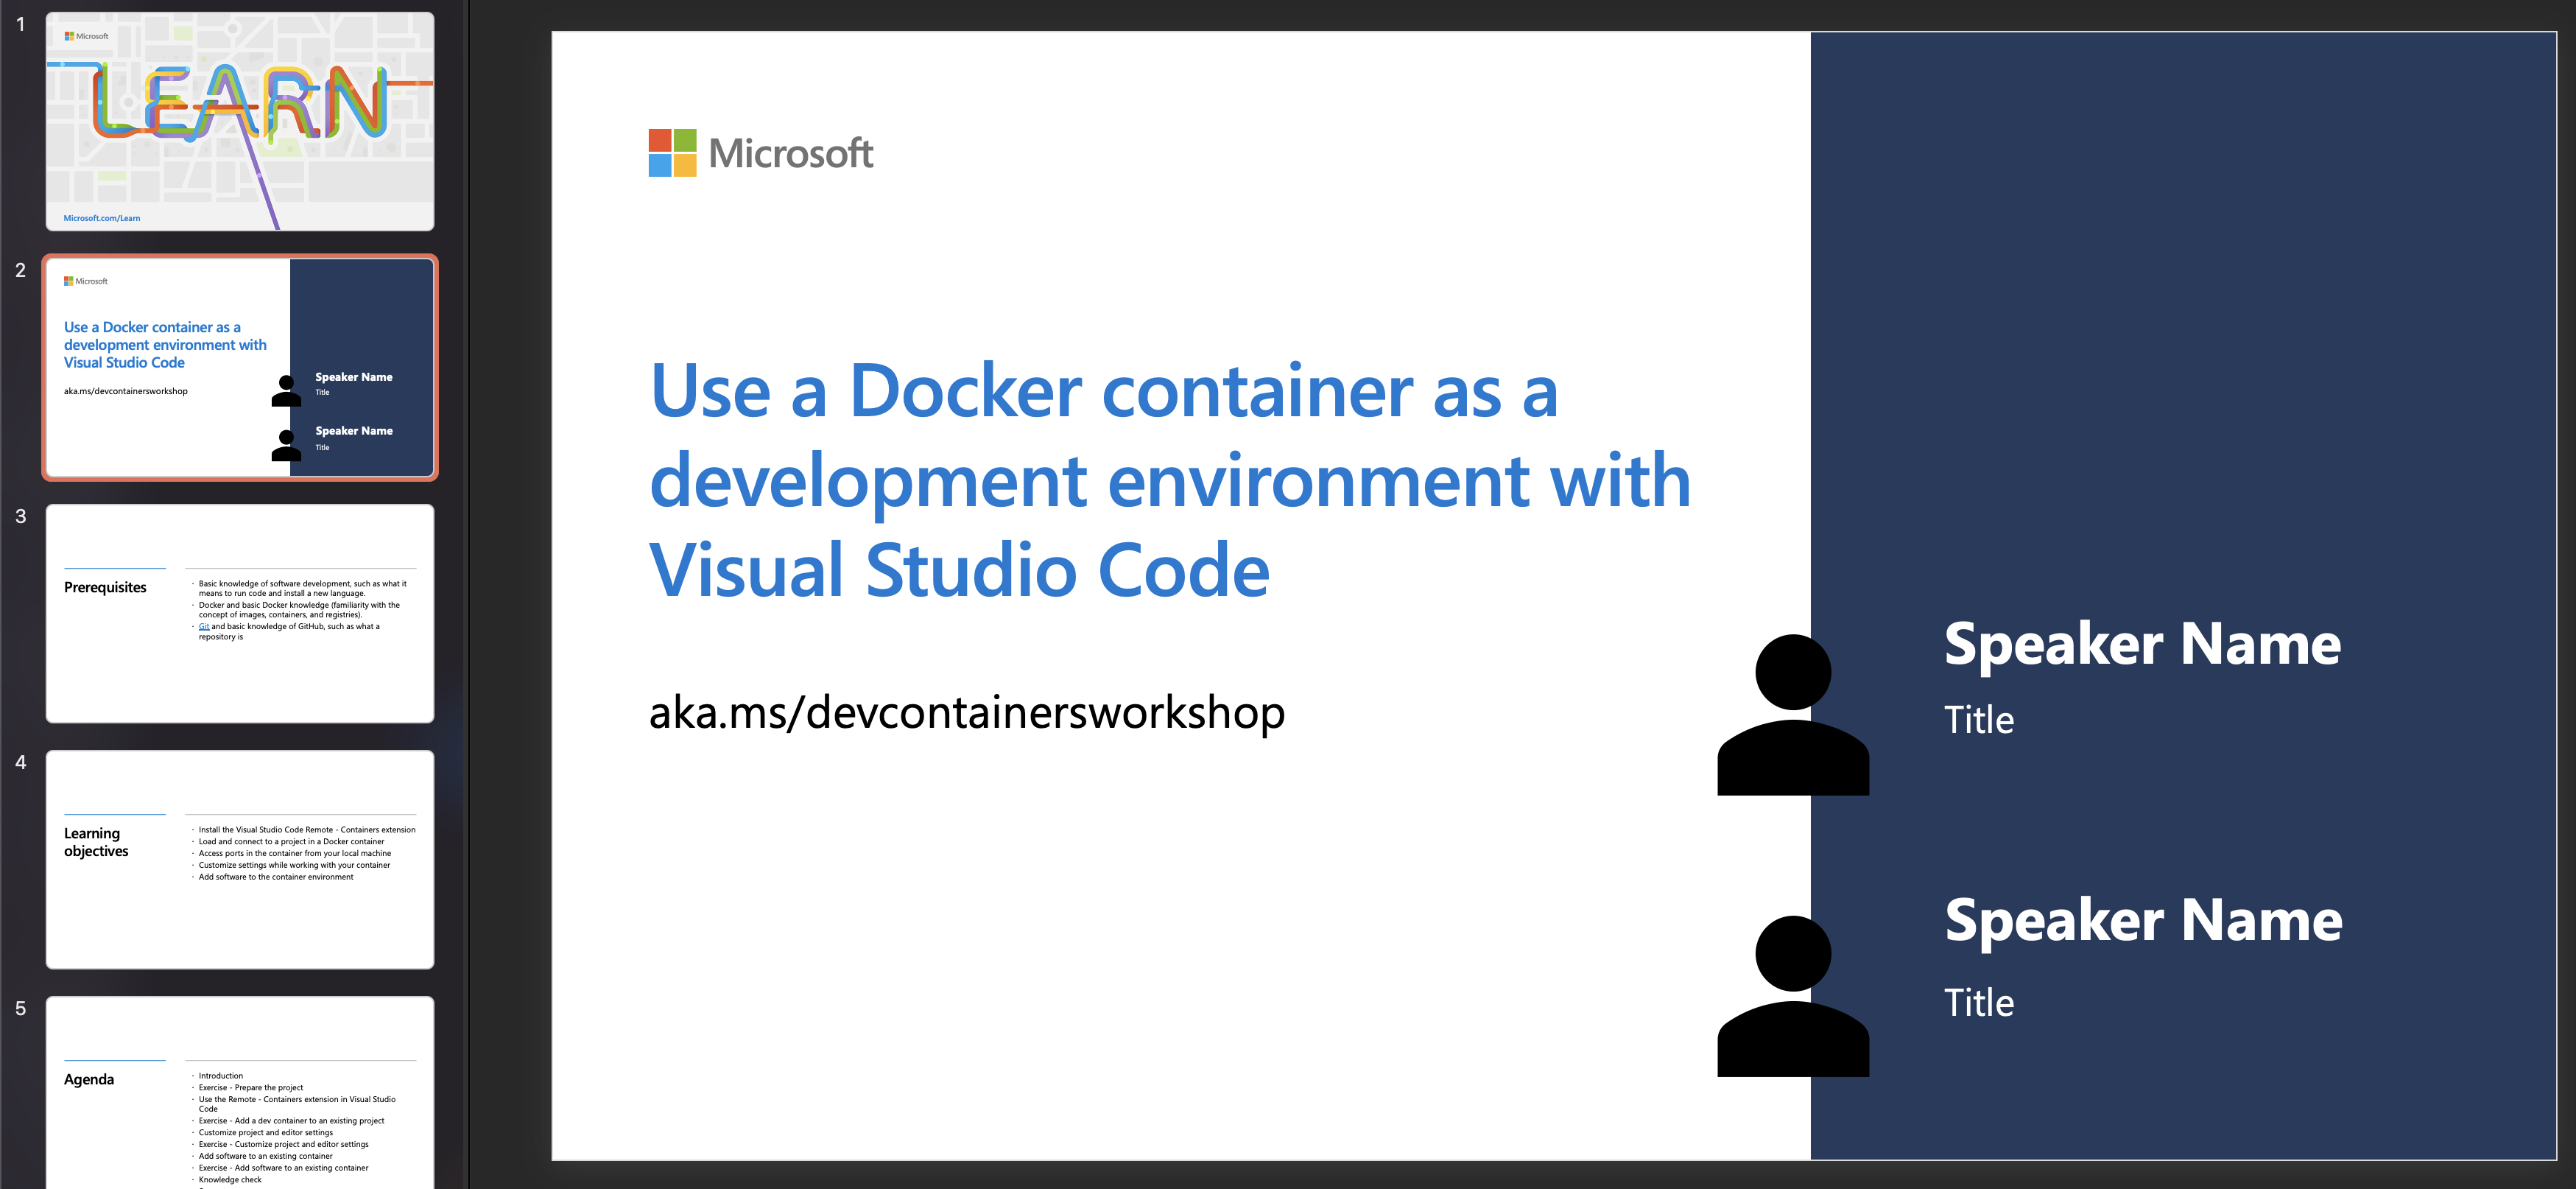 1
Microsoft
LEARN
Microsoft.com/Learn
2
Microsoft
Use a Docker container as a
development environment with
Visual Studio Code
aka.ms/devcontainersworkshop
Speaker Name
Title
Speaker Name
Title
3
Prerequisites
· Basic knowledge of software development, such as what it
means to run code and install a new language.
· Docker and basic Docker knowledge (familiarity with the
concept of images, containers, and registries).
· Git and basic knowledge of GitHub, such as what a
repository is
4
Learning
objectives
· Install the Visual Studio Code Remote - Containers extension
· Load and connect to a project in a Docker container
· Access ports in the container from your local machine
· Customize settings while working with your container
· Add software to the container environment
5
Agenda
· Introduction
· Exercise - Prepare the project
· Use the Remote - Containers extension in Visual Studio
Code
· Exercise - Add a dev container to an existing project
· Customize project and editor settings
· Exercise - Customize project and editor settings
· Add software to an existing container
· Exercise - Add software to an existing container
· Knowledge check
Microsoft
Use a Docker container as a
development environment with
Visual Studio Code
aka.ms/devcontainersworkshop
Speaker Name
Title
Speaker Name
Title